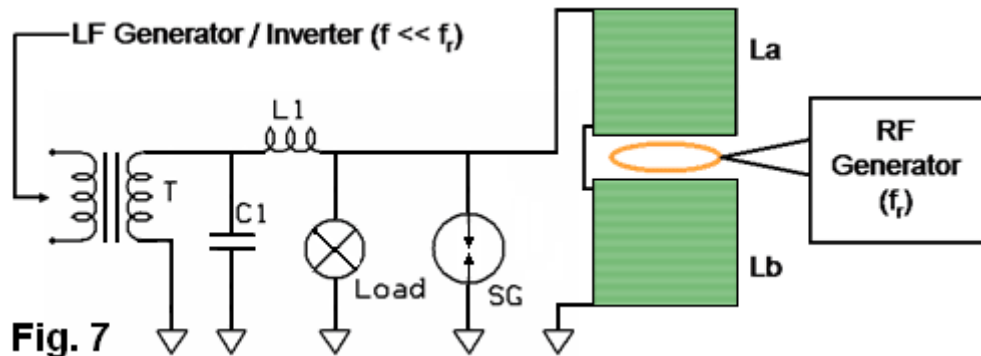 LF Generator / Inverter (f << fr)
La
L1
RF
Generator
(fr)
T
C1
Load
SG
Lb
Fig. 7